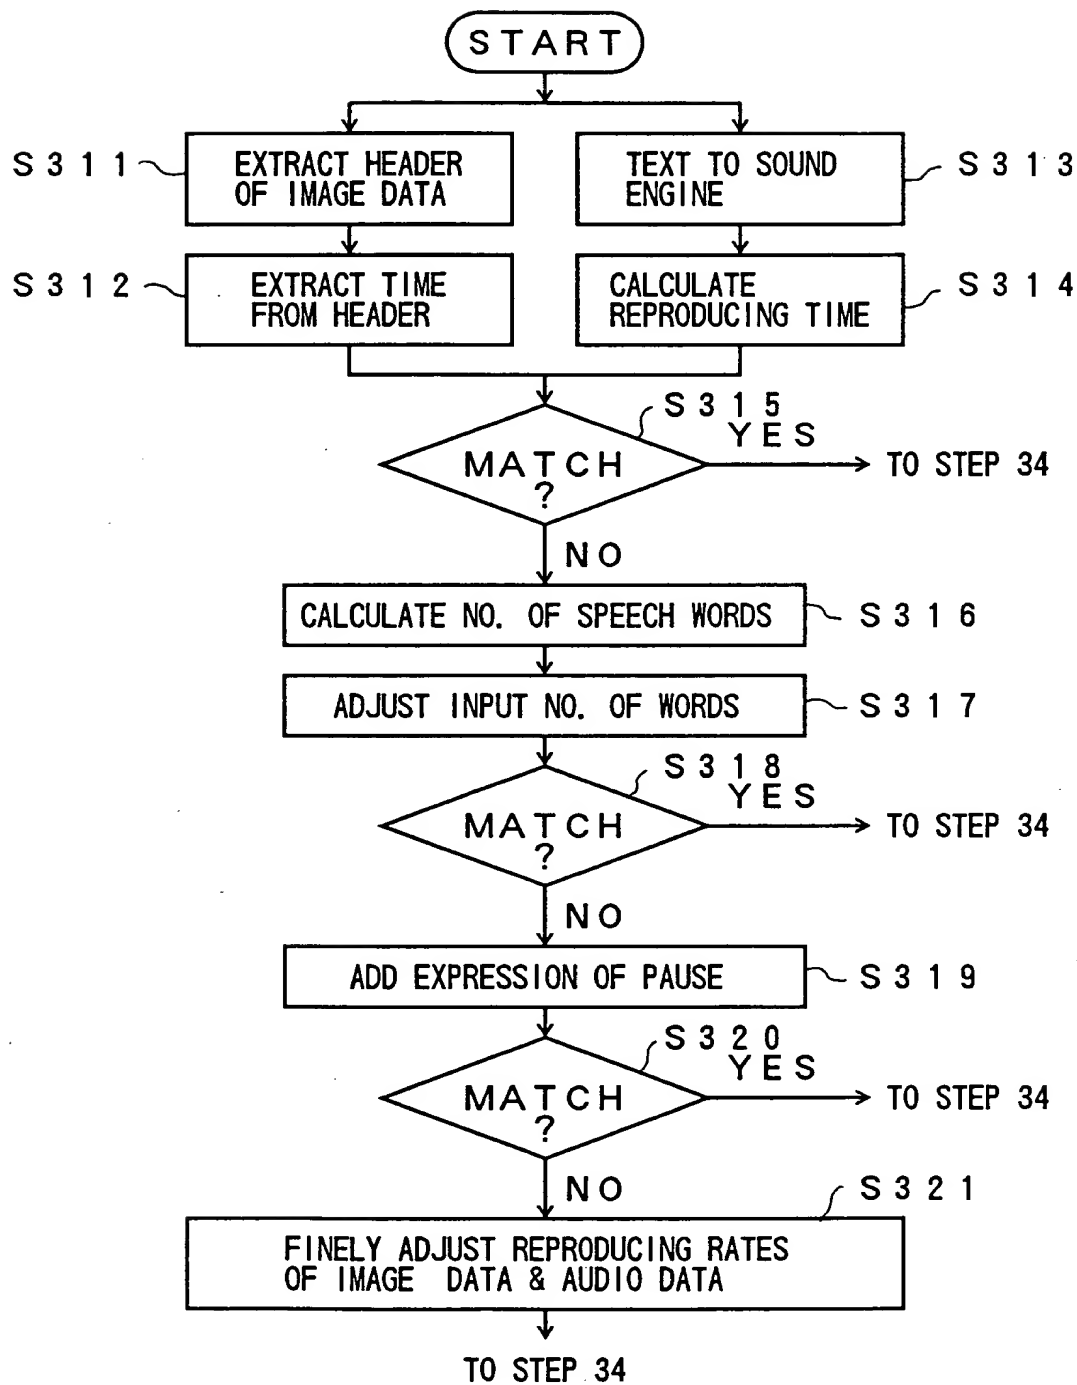 START
S311
EXTRACT HEADER
OF IMAGE DATA
TEXT TO SOUND
ENGINE
S313
S312
EXTRACT TIME
FROM HEADER
CALCULATE
REPRODUCING TIME
S314
S315
YES
MATCH
?
TO STEP 34
NO
CALCULATE NO. OF SPEECH WORDS
S316
ADJUST INPUT NO. OF WORDS
S317
S318
YES
MATCH
?
TO STEP 34
NO
ADD EXPRESSION OF PAUSE
S319
S320
YES
MATCH
?
TO STEP 34
NO
S321
FINELY ADJUST REPRODUCING RATES
OF IMAGE DATA & AUDIO DATA
TO STEP 34